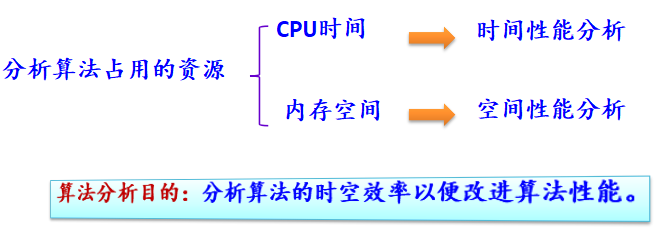 CPU时间
时间性能分析
分析算法占用的资源
内存空间
空间性能分析
算法分析目的：分析算法的时空效率以便改进算法性能。